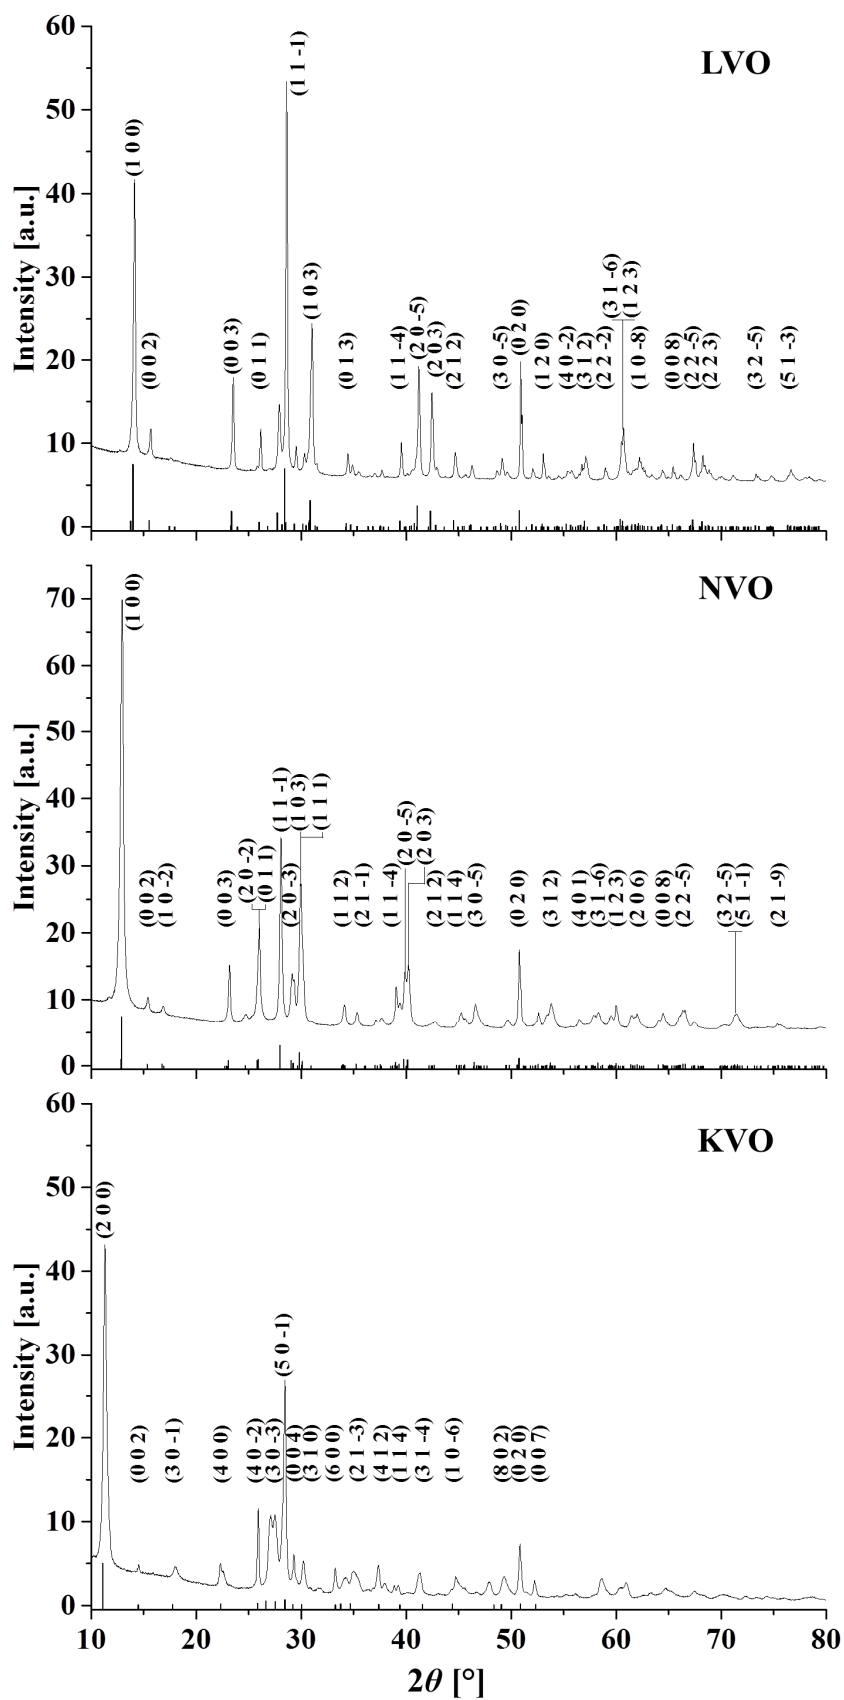 LVO
Intensity [a.u.]
60
50
40
30
20
10
0
(1 0 0)
(0 0 2)
(0 0 3)
(0 1 1)
(1 1 -1)
(1 0 3)
(0 1 3)
(1 1 -4)
(2 0 -5)
(2 0 3)
(2 1 2)
(3 0 -5)
(0 2 0)
(1 2 0)
(4 0 -2)
(3 1 2)
(2 2 -2)
(3 1 -6)
(1 2 3)
(1 0 -8)
(0 0 8)
(2 2 -5)
(2 2 3)
(3 2 -5)
(5 1 -3)
NVO
Intensity [a.u.]
70
60
50
40
30
20
10
0
(1 0 0)
(0 0 2)
(1 0 -2)
(0 0 3)
(2 0 -2)
(0 1 1)
(1 1 -1)
(2 0 -3)
(1 0 3)
(1 1 1)
(1 1 2)
(2 1 -1)
(1 1 -4)
(2 0 -5)
(2 0 3)
(2 1 2)
(1 1 4)
(3 0 -5)
(0 2 0)
(3 1 2)
(4 0 1)
(3 1 -6)
(1 2 3)
(2 0 6)
(0 0 8)
(2 2 -5)
(3 2 -5)
(5 1 -1)
(2 1 -9)
KVO
Intensity [a.u.]
60
50
40
30
20
10
0
(2 0 0)
(0 0 2)
(3 0 -1)
(4 0 0)
(4 0 -2)
(3 0 -3)
(5 0 -1)
(0 0 4)
(3 1 0)
(6 0 0)
(2 1 -3)
(4 1 2)
(1 1 4)
(3 1 -4)
(1 0 -6)
(8 0 2)
(0 2 0)
(0 0 7)
10 20 30 40 50 60 70 80
2θ [°]